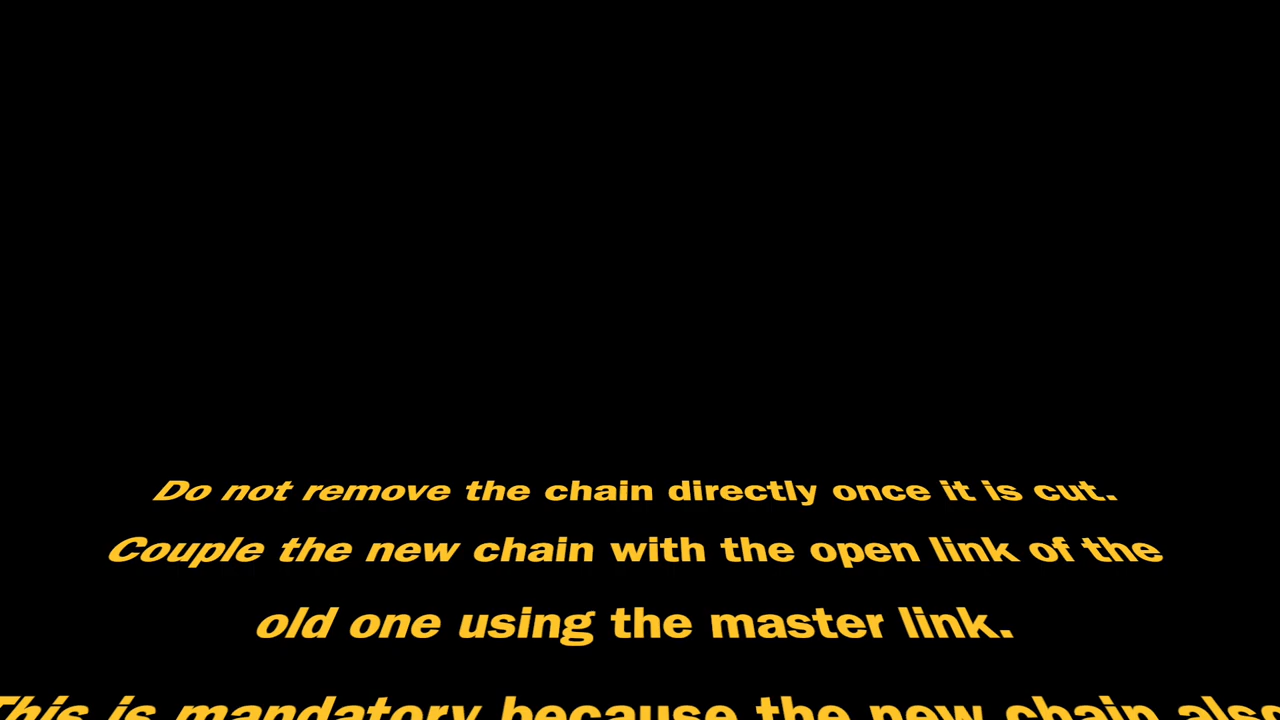 Do not remove the chain directly once it is cut.
Couple the new chain with the open link of the
old one using the master link.
This is mandatory because the new chain also